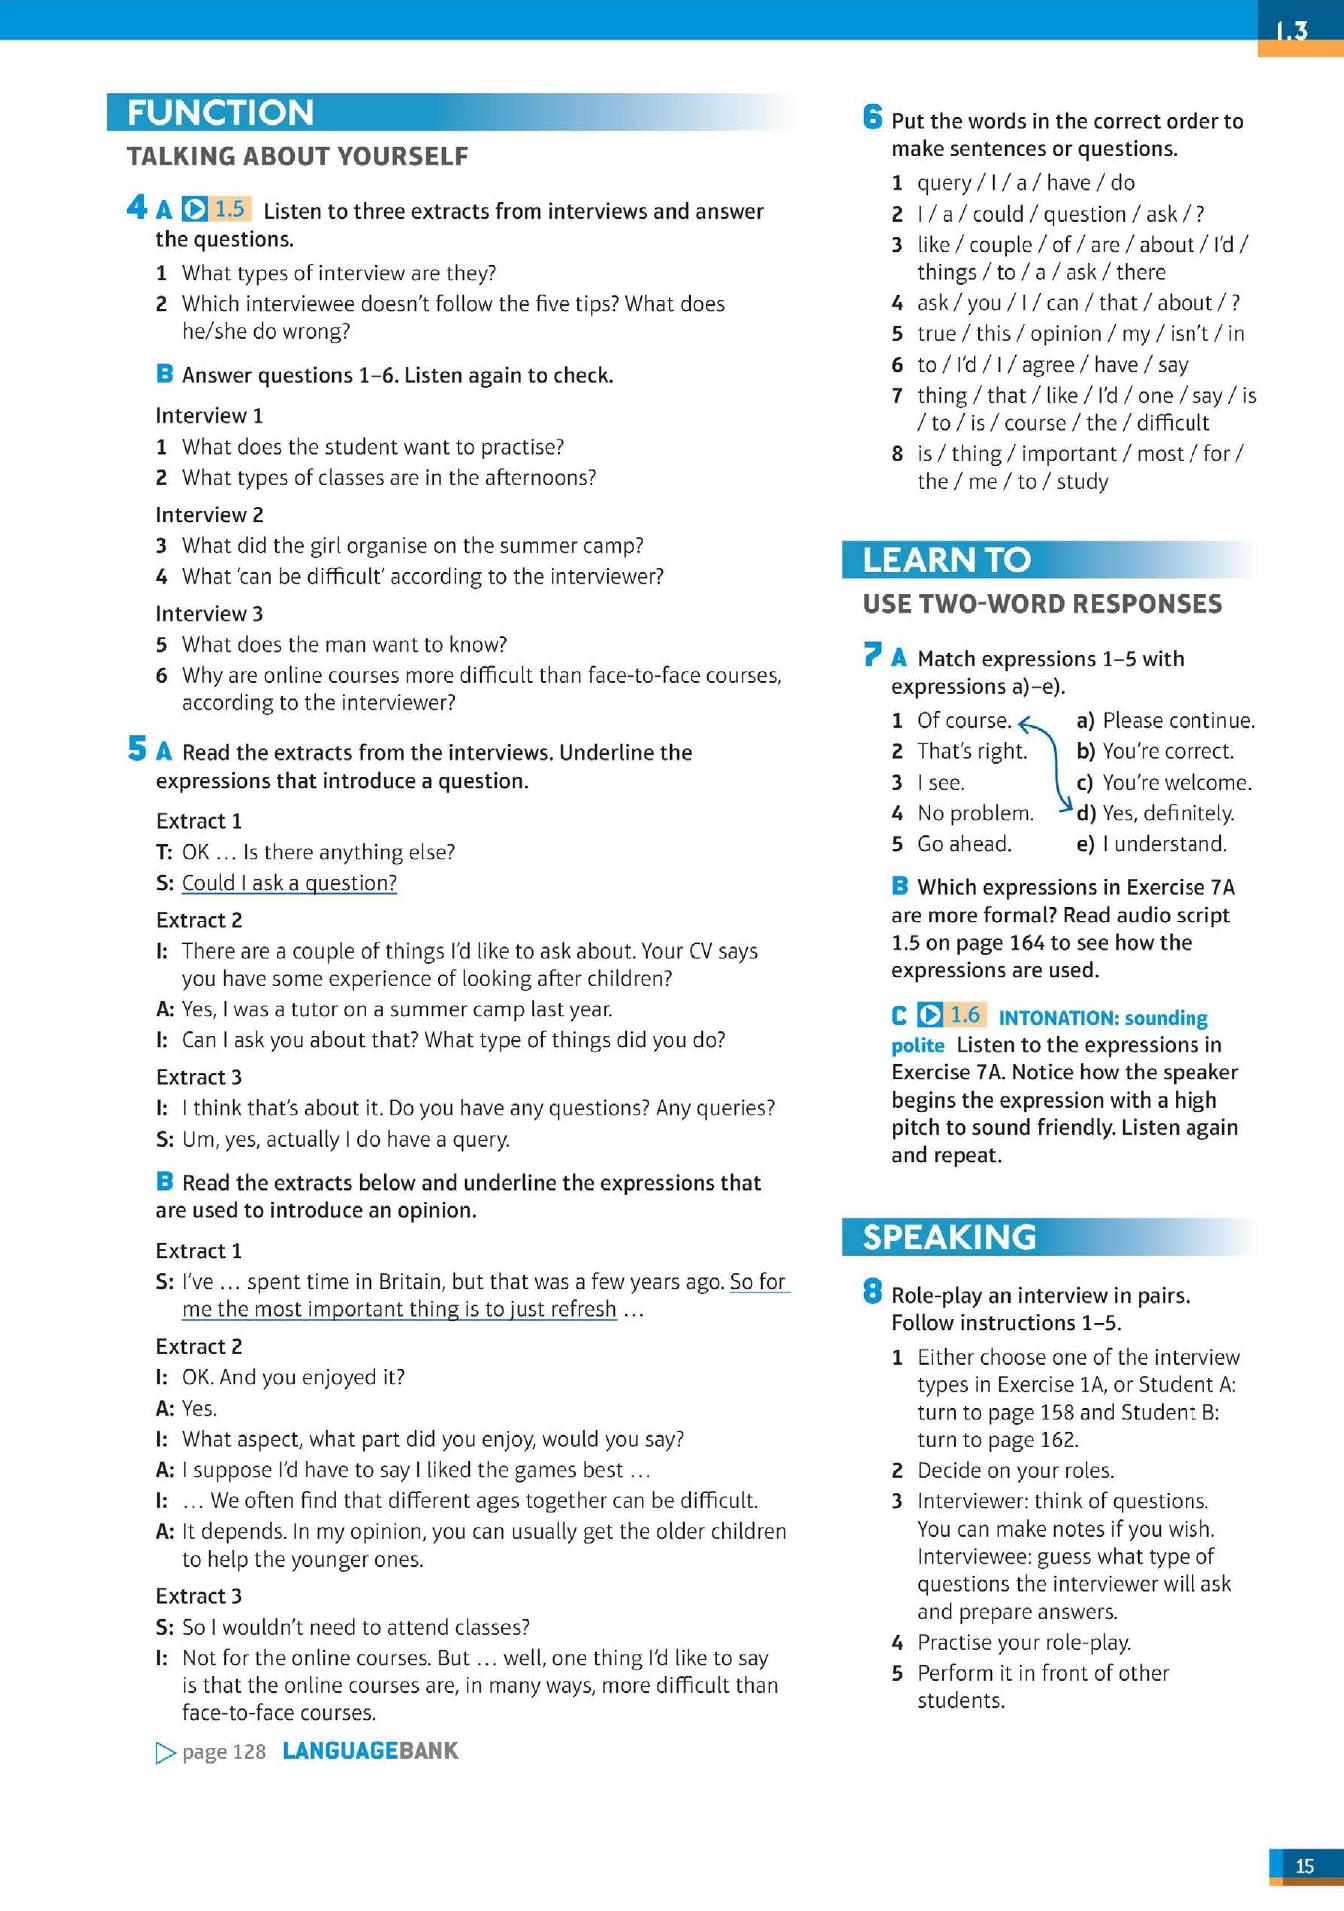 1.3
FUNCTION
TALKING ABOUT YOURSELF
4 A 1.5 Listen to three extracts from interviews and answer
the questions.
1 What types of interview are they?
2 Which interviewee doesn't follow the five tips? What does
he/she do wrong?
B Answer questions 1–6. Listen again to check.
Interview 1
1 What does the student want to practise?
2 What types of classes are in the afternoons?
Interview 2
3 What did the girl organise on the summer camp?
4 What 'can be difficult' according to the interviewer?
Interview 3
5 What does the man want to know?
6 Why are online courses more difficult than face-to-face courses,
according to the interviewer?
5 A Read the extracts from the interviews. Underline the
expressions that introduce a question.
Extract 1
T: OK … Is there anything else?
S: Could I ask a question?
Extract 2
I: There are a couple of things I'd like to ask about. Your CV says
you have some experience of looking after children?
A: Yes, I was a tutor on a summer camp last year.
I: Can I ask you about that? What type of things did you do?
Extract 3
I: I think that's about it. Do you have any questions? Any queries?
S: Um, yes, actually I do have a query.
B Read the extracts below and underline the expressions that
are used to introduce an opinion.
Extract 1
S: I've … spent time in Britain, but that was a few years ago. So for
me the most important thing is to just refresh …
Extract 2
I: OK. And you enjoyed it?
A: Yes.
I: What aspect, what part did you enjoy, would you say?
A: I suppose I'd have to say I liked the games best …
I: … We often find that different ages together can be difficult.
A: It depends. In my opinion, you can usually get the older children
to help the younger ones.
Extract 3
S: So I wouldn't need to attend classes?
I: Not for the online courses. But … well, one thing I'd like to say
is that the online courses are, in many ways, more difficult than
face-to-face courses.
page 128 LANGUAGEBANK
6 Put the words in the correct order to
make sentences or questions.
1 query / I / a / have / do
2 I / a / could / question / ask / ?
3 like / couple / of / are / about / I'd /
things / to / a / ask / there
4 ask / you / I / can / that / about / ?
5 true / this / opinion / my / isn't / in
6 to / I'd / I / agree / have / say
7 thing / that / like / I'd / one / say / is
/ to / is / course / the / difficult
8 is / thing / important / most / for /
the / me / to / study
LEARN TO
USE TWO-WORD RESPONSES
7 A Match expressions 1–5 with
expressions a)–e).
1 Of course. a) Please continue.
2 That's right. b) You're correct.
3 I see. c) You're welcome.
4 No problem. d) Yes, definitely.
5 Go ahead. e) I understand.
B Which expressions in Exercise 7A
are more formal? Read audio script
1.5 on page 164 to see how the
expressions are used.
C 1.6 INTONATION: sounding
polite Listen to the expressions in
Exercise 7A. Notice how the speaker
begins the expression with a high
pitch to sound friendly. Listen again
and repeat.
SPEAKING
8 Role-play an interview in pairs.
Follow instructions 1–5.
1 Either choose one of the interview
types in Exercise 1A, or Student A:
turn to page 158 and Student B:
turn to page 162.
2 Decide on your roles.
3 Interviewer: think of questions.
You can make notes if you wish.
Interviewee: guess what type of
questions the interviewer will ask
and prepare answers.
4 Practise your role-play.
5 Perform it in front of other
students.
15